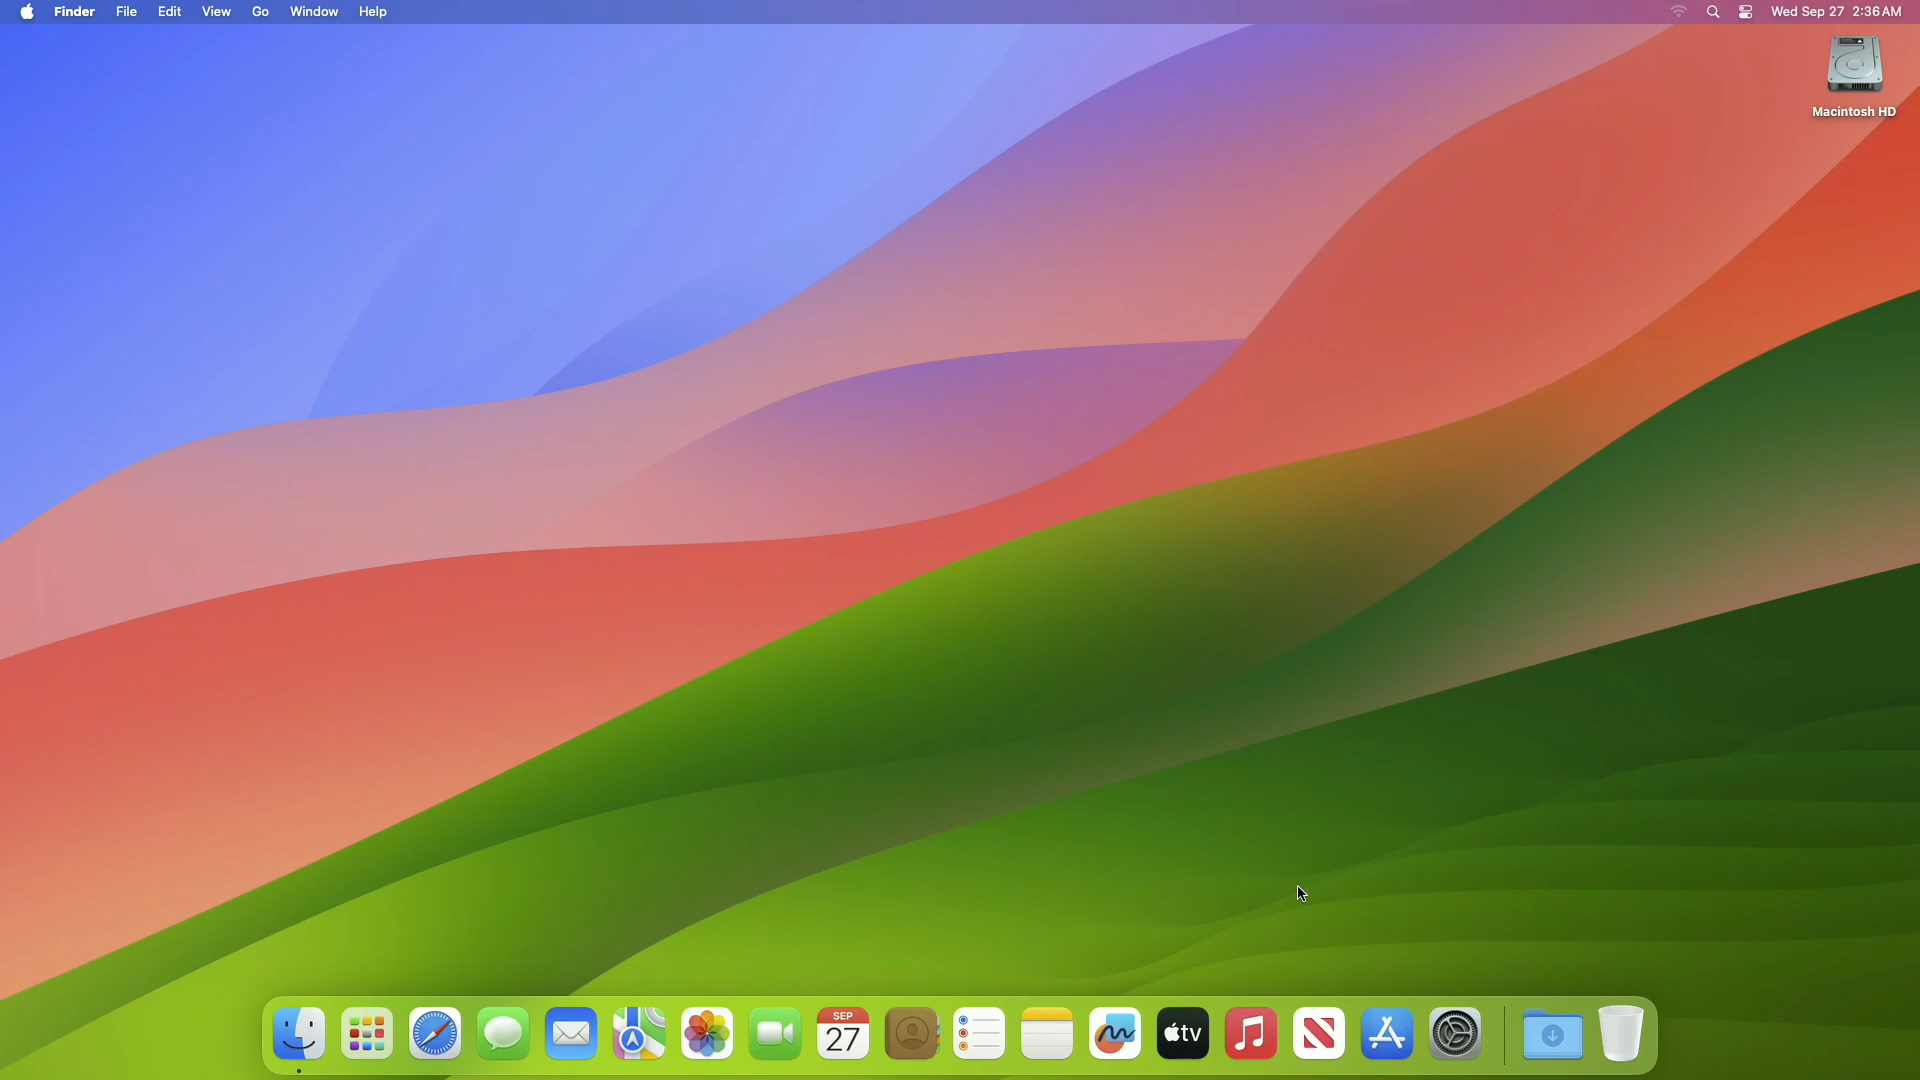 Finder File Edit View Go Window Help Wed Sep 27 2:36 AM
Macintosh HD
SEP
27
tv